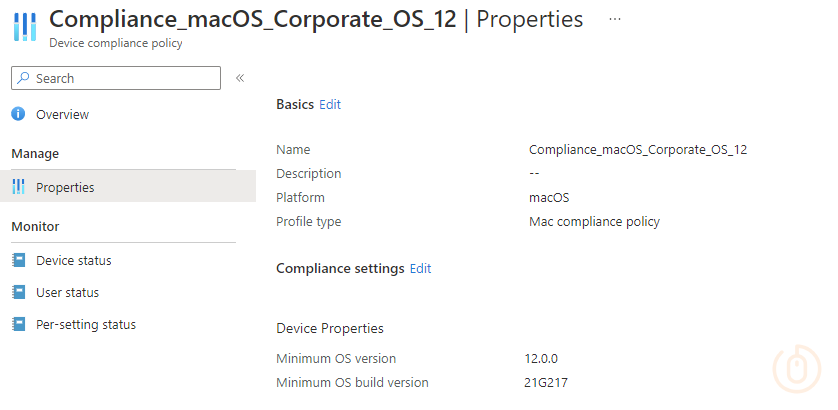 Compliance_macOS_Corporate_OS_12 | Properties ...
Device compliance policy
Search «
Overview
Manage
Properties
Monitor
Device status
User status
Per-setting status
Basics Edit
Name Compliance_macOS_Corporate_OS_12
Description --
Platform macOS
Profile type Mac compliance policy
Compliance settings Edit
Device Properties
Minimum OS version 12.0.0
Minimum OS build version 21G217